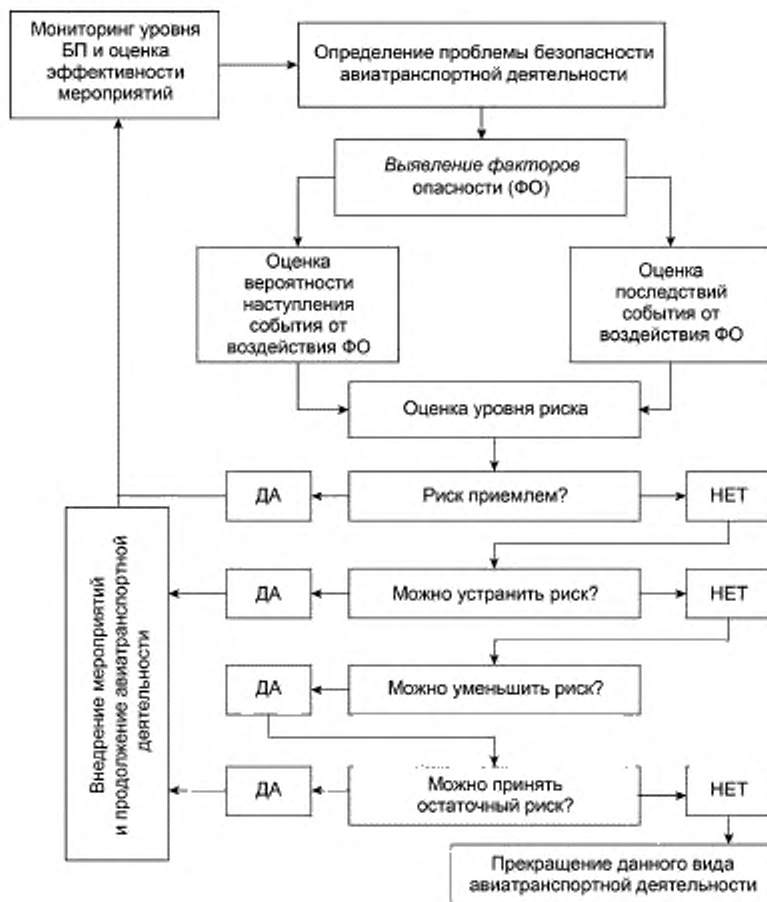 Мониторинг уровня
БП и оценка
эффективности
мероприятий
Определение проблемы безопасности
авиатранспортной деятельности
Выявление факторов
опасности (ФО)
Оценка
вероятности
наступления
события от
воздействия ФО
Оценка
последствий
события от
воздействия ФО
Оценка уровня риска
ДА
Риск приемлем?
НЕТ
ДА
Можно устранить риск?
НЕТ
ДА
Можно уменьшить риск?
ДА
Можно принять
остаточный риск?
НЕТ
Внедрение мероприятий
и продолжение авиатранспортной
деятельности
Прекращение данного вида
авиатранспортной деятельности